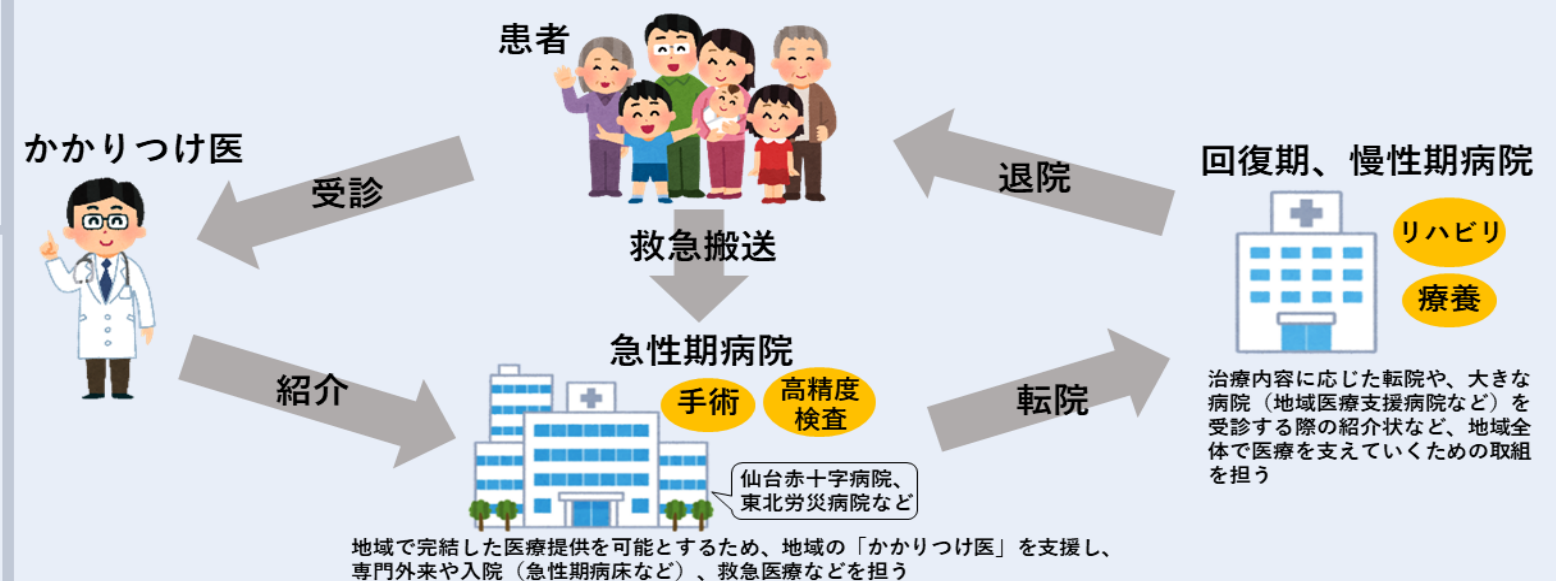 患者
かかりつけ医
受診
救急搬送
退院
回復期、慢性期病院
リハビリ
療養
紹介
急性期病院
手術
高精度
検査
転院
仙台赤十字病院、
東北労災病院など
治療内容に応じた転院や、大きな
病院（地域医療支援病院など）を
受診する際の紹介状など、地域全
体で医療を支えていくための取組
を担う
地域で完結した医療提供を可能とするため、地域の「かかりつけ医」を支援し、
専門外来や入院（急性期病床など）、救急医療などを担う